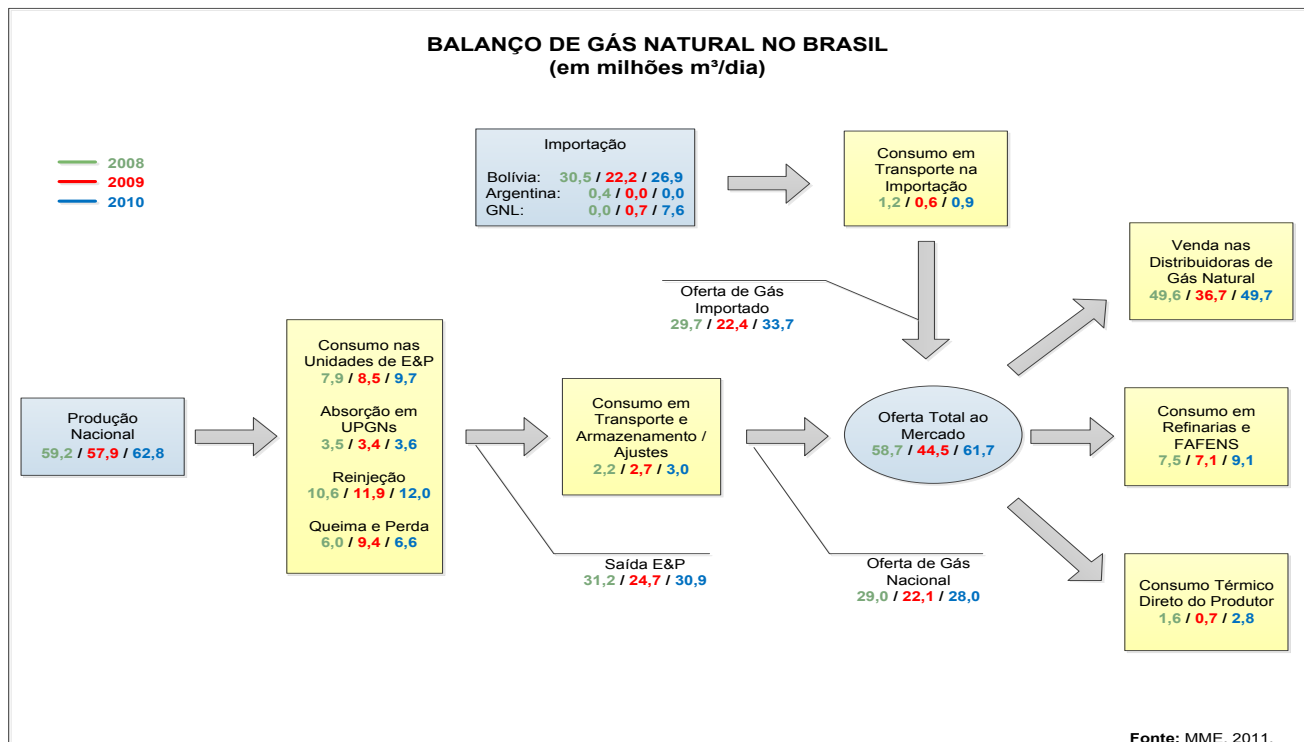 BALANÇO DE GÁS NATURAL NO BRASIL
(em milhões m³/dia)
2008
2009
2010
Importação
Bolívia: 30,5 / 22,2 / 26,9
Argentina: 0,4 / 0,0 / 0,0
GNL: 0,0 / 0,7 / 7,6
Consumo em
Transporte na
Importação
1,2 / 0,6 / 0,9
Oferta de Gás
Importado
29,7 / 22,4 / 33,7
Venda nas
Distribuidoras de
Gás Natural
49,6 / 36,7 / 49,7
Produção
Nacional
59,2 / 57,9 / 62,8
Consumo nas
Unidades de E&P
7,9 / 8,5 / 9,7
Absorção em
UPGNs
3,5 / 3,4 / 3,6
Reinjeção
10,6 / 11,9 / 12,0
Queima e Perda
6,0 / 9,4 / 6,6
Consumo em
Transporte e
Armazenamento /
Ajustes
2,2 / 2,7 / 3,0
Oferta Total ao
Mercado
58,7 / 44,5 / 61,7
Consumo em
Refinarias e
FAFENS
7,5 / 7,1 / 9,1
Saída E&P
31,2 / 24,7 / 30,9
Oferta de Gás
Nacional
29,0 / 22,1 / 28,0
Consumo Térmico
Direto do Produtor
1,6 / 0,7 / 2,8
Fonte: MME, 2011.